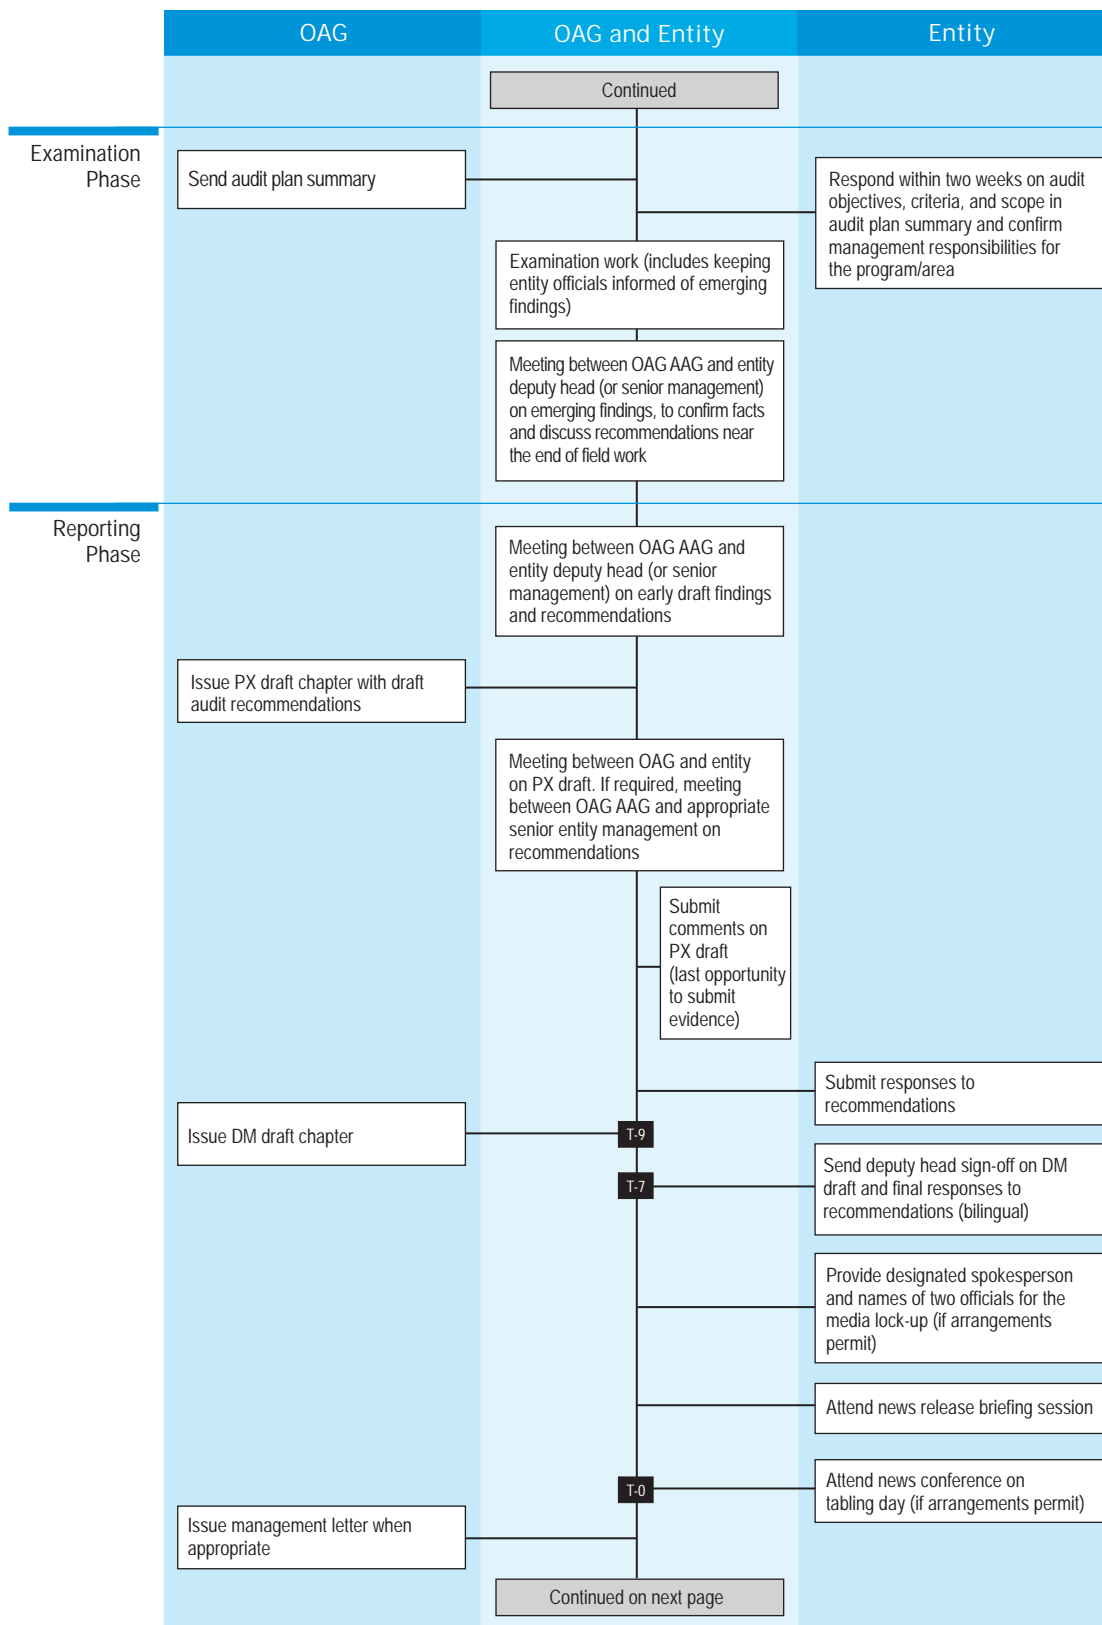 OAG
OAG and Entity
Entity
Continued
Examination
Phase
Send audit plan summary
Respond within two weeks on audit
objectives, criteria, and scope in
audit plan summary and confirm
management responsibilities for
the program/area
Examination work (includes keeping
entity officials informed of emerging
findings)
Meeting between OAG AAG and entity
deputy head (or senior management)
on emerging findings, to confirm facts
and discuss recommendations near
the end of field work
Reporting
Phase
Meeting between OAG AAG and
entity deputy head (or senior
management) on early draft findings
and recommendations
Issue PX draft chapter with draft
audit recommendations
Meeting between OAG and entity
on PX draft. If required, meeting
between OAG AAG and appropriate
senior entity management on
recommendations
Submit
comments on
PX draft
(last opportunity
to submit
evidence)
Submit responses to
recommendations
Issue DM draft chapter
T-9
T-7
Send deputy head sign-off on DM
draft and final responses to
recommendations (bilingual)
Provide designated spokesperson
and names of two officials for the
media lock-up (if arrangements
permit)
Attend news release briefing session
T-0
Attend news conference on
tabling day (if arrangements permit)
Issue management letter when
appropriate
Continued on next page